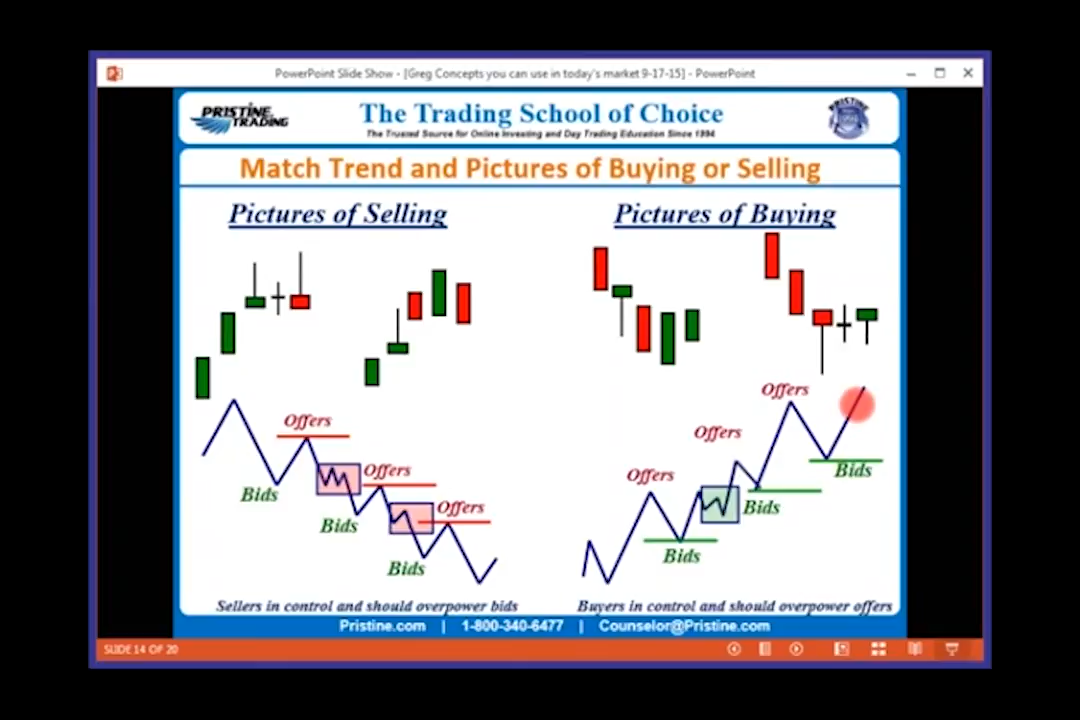 PowerPoint Slide Show - [Greg Concepts you can use in today's market 9-17-15] - PowerPoint
PRISTINE TRADING
The Trading School of Choice
The Trusted Source for Online Investing and Day Trading Education Since 1994
PRISTINE
Match Trend and Pictures of Buying or Selling
Pictures of Selling
Pictures of Buying
Offers
Bids
Offers
Bids
Offers
Bids
Offers
Bids
Offers
Bids
Offers
Bids
Sellers in control and should overpower bids
Buyers in control and should overpower offers
Pristine.com | 1-800-340-6477 | Counselor@Pristine.com
SLIDE 14 OF 20